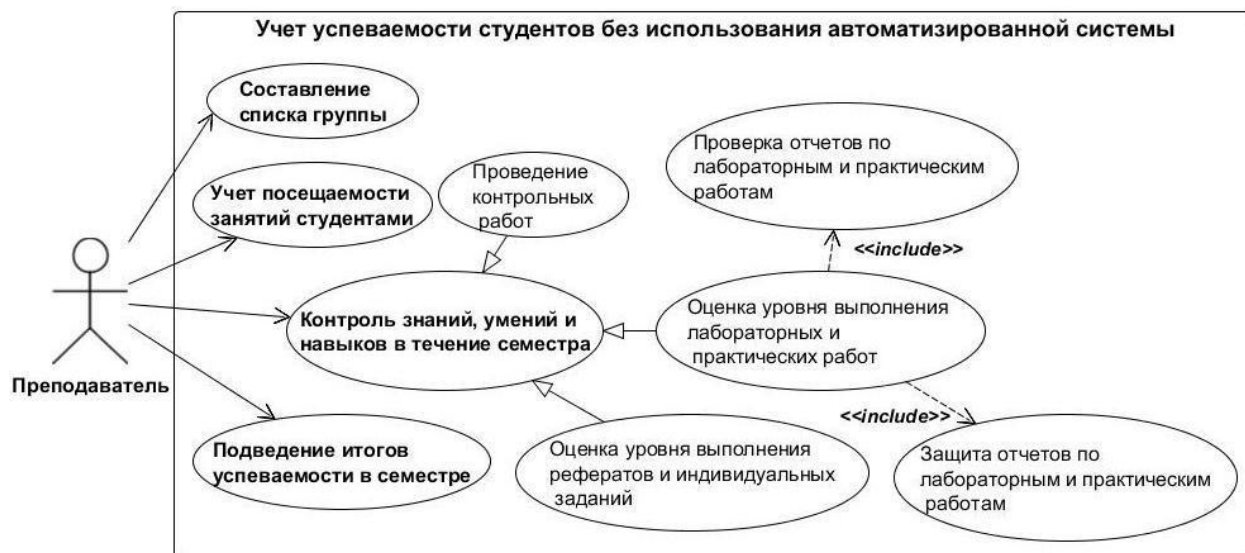 Учет успеваемости студентов без использования автоматизированной системы
Составление
списка группы
Учет посещаемости
занятий студентами
Проведение
контрольных
работ
Проверка отчетов по
лабораторным и практическим
работам
<<include>>
Контроль знаний, умений и
навыков в течение семестра
Оценка уровня выполнения
лабораторных и
практических работ
Преподаватель
<<include>>
Подведение итогов
успеваемости в семестре
Оценка уровня выполнения
рефератов и индивидуальных
заданий
Защита отчетов по
лабораторным и практическим
работам